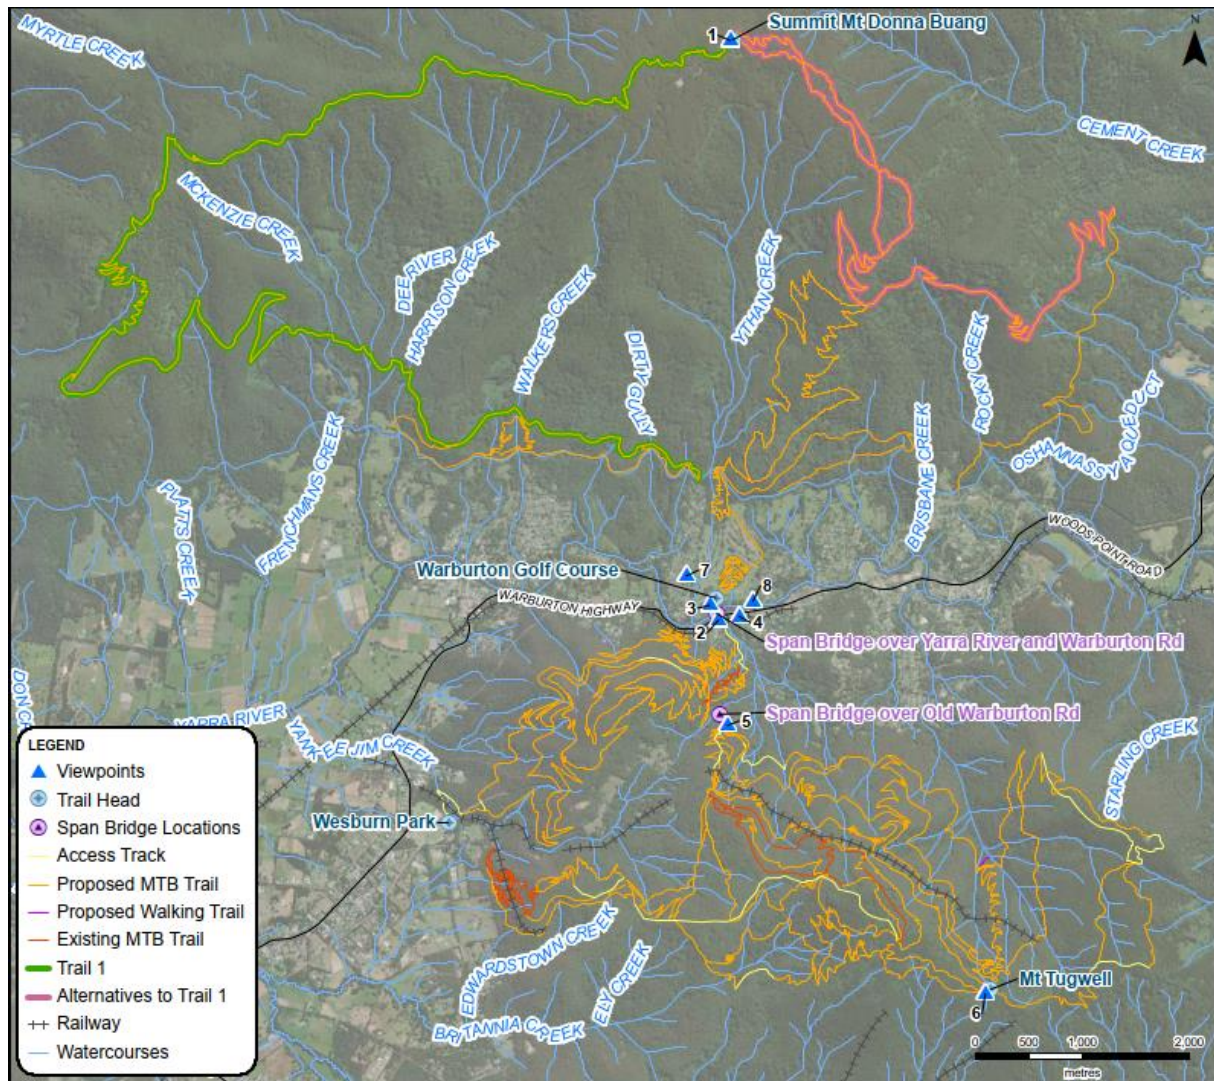 Summit Mt Donna Buang
1
N
MYRTLE CREEK
CEMENT CREEK
MCKENZIE CREEK
DEE RIVER
HARRISON CREEK
WALKERS CREEK
YITHAN CREEK
DIRTY GULLY
ROCKY CREEK
OSHANNASSY AQUEDUCT
BRISBANE CREEK
FRENCHMANS CREEK
PLATTS CREEK
WOODS POINT ROAD
Warburton Golf Course
7
WARBURTON HIGHWAY
3
8
2
4
Span Bridge over Yarra River and Warburton Rd
Span Bridge over Old Warburton Rd
5
YARRA RIVER
YANKEE JIM CREEK
STARLING CREEK
Wesburn Park
EDWARDSTOWN CREEK
ELY CREEK
BRITANNIA CREEK
Mt Tugwell
6
LEGEND
Viewpoints
Trail Head
Span Bridge Locations
Access Track
Proposed MTB Trail
Proposed Walking Trail
Existing MTB Trail
Trail 1
Alternatives to Trail 1
Railway
Watercourses
0 500 1,000 2,000
metres